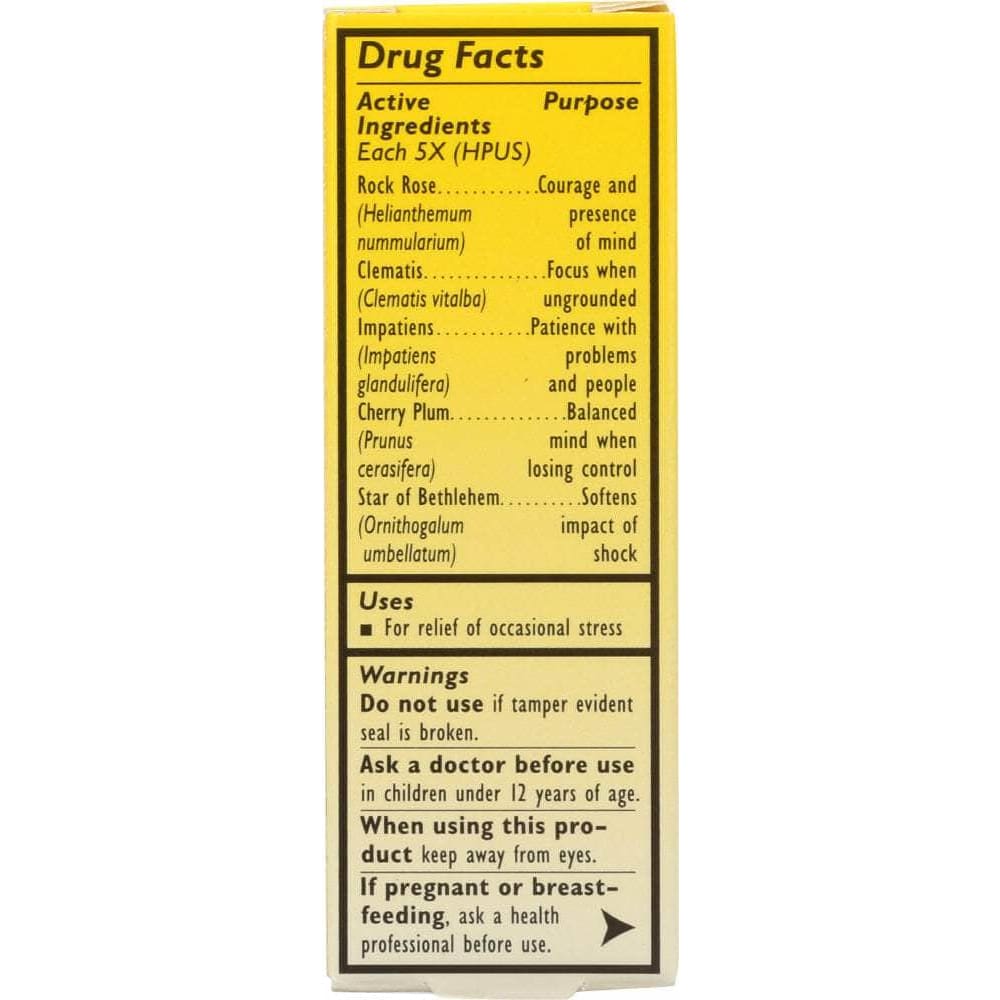 Drug Facts
Active Purpose
Ingredients
Each 5X (HPUS)
Rock Rose............Courage and
(Helianthemum presence
nummularium) of mind
Clematis...............Focus when
(Clematis vitalba) ungrounded
Impatiens...........Patience with
(Impatiens problems
glandulifera) and people
Cherry Plum..............Balanced
(Prunus mind when
cerasifera) losing control
Star of Bethlehem..........Softens
(Ornithogalum impact of
umbellatum) shock
Uses
■ For relief of occasional stress
Warnings
Do not use if tamper evident
seal is broken.
Ask a doctor before use
in children under 12 years of age.
When using this pro-
duct keep away from eyes.
If pregnant or breast-
feeding, ask a health
professional before use.